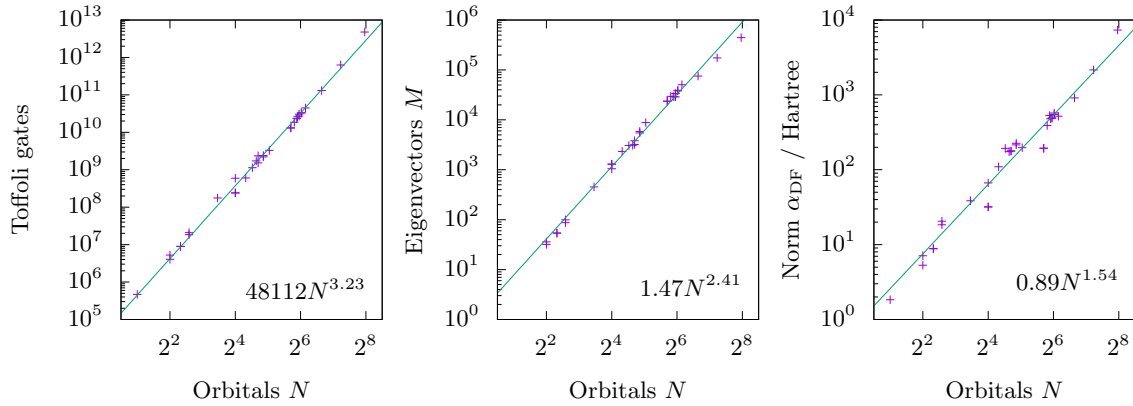 Toffoli gates
10^13
10^12
10^11
10^10
10^9
10^8
10^7
10^6
10^5
2^2 2^4 2^6 2^8
Orbitals N
48112N^3.23
Eigenvectors M
10^6
10^5
10^4
10^3
10^2
10^1
10^0
2^2 2^4 2^6 2^8
Orbitals N
1.47N^2.41
Norm α_DF / Hartree
10^4
10^3
10^2
10^1
10^0
2^2 2^4 2^6 2^8
Orbitals N
0.89N^1.54